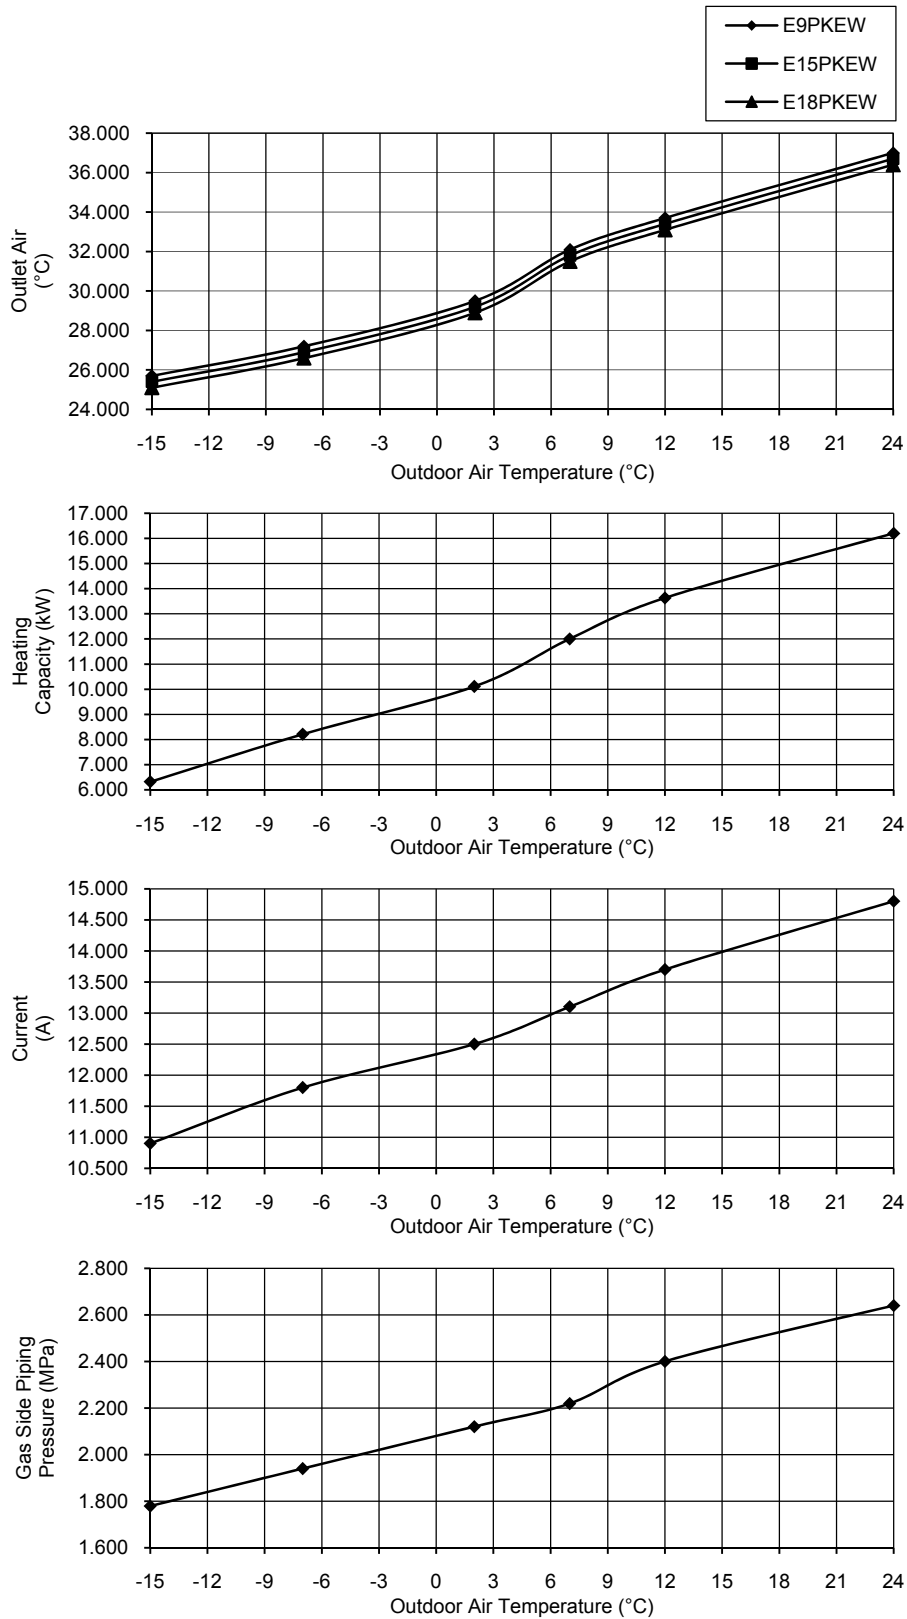 E9PKEW
E15PKEW
E18PKEW
38.000
36.000
34.000
32.000
30.000
28.000
26.000
24.000
Outlet Air
(°C)
-15 -12 -9 -6 -3 0 3 6 9 12 15 18 21 24
Outdoor Air Temperature (°C)
17.000
16.000
15.000
14.000
13.000
12.000
11.000
10.000
9.000
8.000
7.000
6.000
Heating
Capacity (kW)
-15 -12 -9 -6 -3 0 3 6 9 12 15 18 21 24
Outdoor Air Temperature (°C)
15.000
14.500
14.000
13.500
13.000
12.500
12.000
11.500
11.000
10.500
Current
(A)
-15 -12 -9 -6 -3 0 3 6 9 12 15 18 21 24
Outdoor Air Temperature (°C)
2.800
2.600
2.400
2.200
2.000
1.800
1.600
Gas Side Piping
Pressure (MPa)
-15 -12 -9 -6 -3 0 3 6 9 12 15 18 21 24
Outdoor Air Temperature (°C)